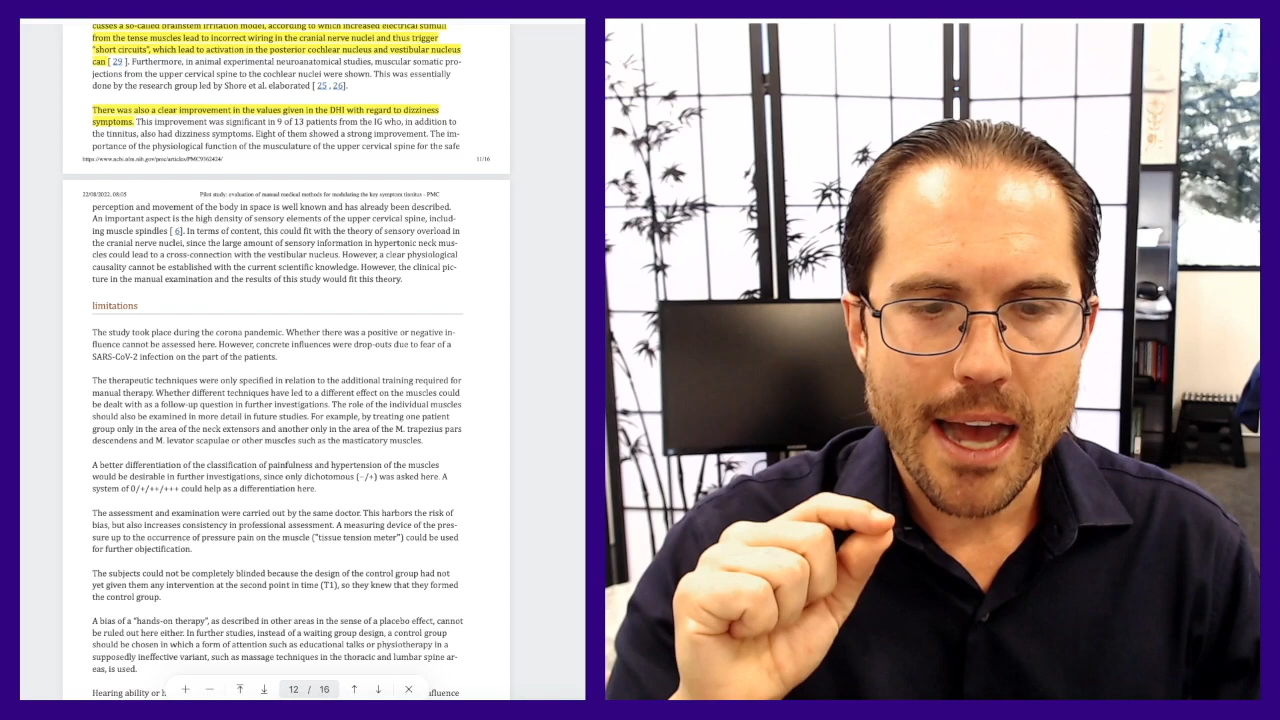 cusses a so-called brainstem irritation model, according to which increased electrical stimuli
from the tense muscles lead to incorrect wiring in the cranial nerve nuclei and thus trigger
"short circuits", which lead to activation in the posterior cochlear nucleus and vestibular nucleus
can [ 29 ]. Furthermore, in animal experimental neuroanatomical studies, muscular somatic pro-
jections from the upper cervical spine to the cochlear nuclei were shown. This was essentially
done by the research group led by Shore et al. elaborated [ 25 , 26].
There was also a clear improvement in the values given in the DHI with regard to dizziness
symptoms. This improvement was significant in 9 of 13 patients from the IG who, in addition to
the tinnitus, also had dizziness symptoms. Eight of them showed a strong improvement. The im-
portance of the physiological function of the musculature of the upper cervical spine for the safe
https://www.ncbi.nlm.nih.gov/pmc/articles/PMC9362424/ 11/16
22/08/2022, 08:05 Pilot study: evaluation of manual medical methods for modulating the key symptom tinnitus - PMC
perception and movement of the body in space is well known and has already been described.
An important aspect is the high density of sensory elements of the upper cervical spine, includ-
ing muscle spindles [ 6]. In terms of content, this could fit with the theory of sensory overload in
the cranial nerve nuclei, since the large amount of sensory information in hypertonic neck mus-
cles could lead to a cross-connection with the vestibular nucleus. However, a clear physiological
causality cannot be established with the current scientific knowledge. However, the clinical pic-
ture in the manual examination and the results of this study would fit this theory.
limitations
The study took place during the corona pandemic. Whether there was a positive or negative in-
fluence cannot be assessed here. However, concrete influences were drop-outs due to fear of a
SARS-CoV-2 infection on the part of the patients.
The therapeutic techniques were only specified in relation to the additional training required for
manual therapy. Whether different techniques have led to a different effect on the muscles could
be dealt with as a follow-up question in further investigations. The role of the individual muscles
should also be examined in more detail in future studies. For example, by treating one patient
group only in the area of the neck extensors and another only in the area of the M. trapezius pars
descendens and M. levator scapulae or other muscles such as the masticatory muscles.
A better differentiation of the classification of painfulness and hypertension of the muscles
would be desirable in further investigations, since only dichotomous (−/+) was asked here. A
system of 0/+/++/+++ could help as a differentiation here.
The assessment and examination were carried out by the same doctor. This harbors the risk of
bias, but also increases consistency in professional assessment. A measuring device of the pres-
sure up to the occurrence of pressure pain on the muscle ("tissue tension meter") could be used
for further objectification.
The subjects could not be completely blinded because the design of the control group had not
yet given them any intervention at the second point in time (T1), so they knew that they formed
the control group.
A bias of a "hands-on therapy", as described in other areas in the sense of a placebo effect, cannot
be ruled out here either. In further studies, instead of a waiting group design, a control group
should be chosen in which a form of attention such as educational talks or physiotherapy in a
supposedly ineffective variant, such as massage techniques in the thoracic and lumbar spine ar-
eas, is used.
Hearing ability or
12 / 16